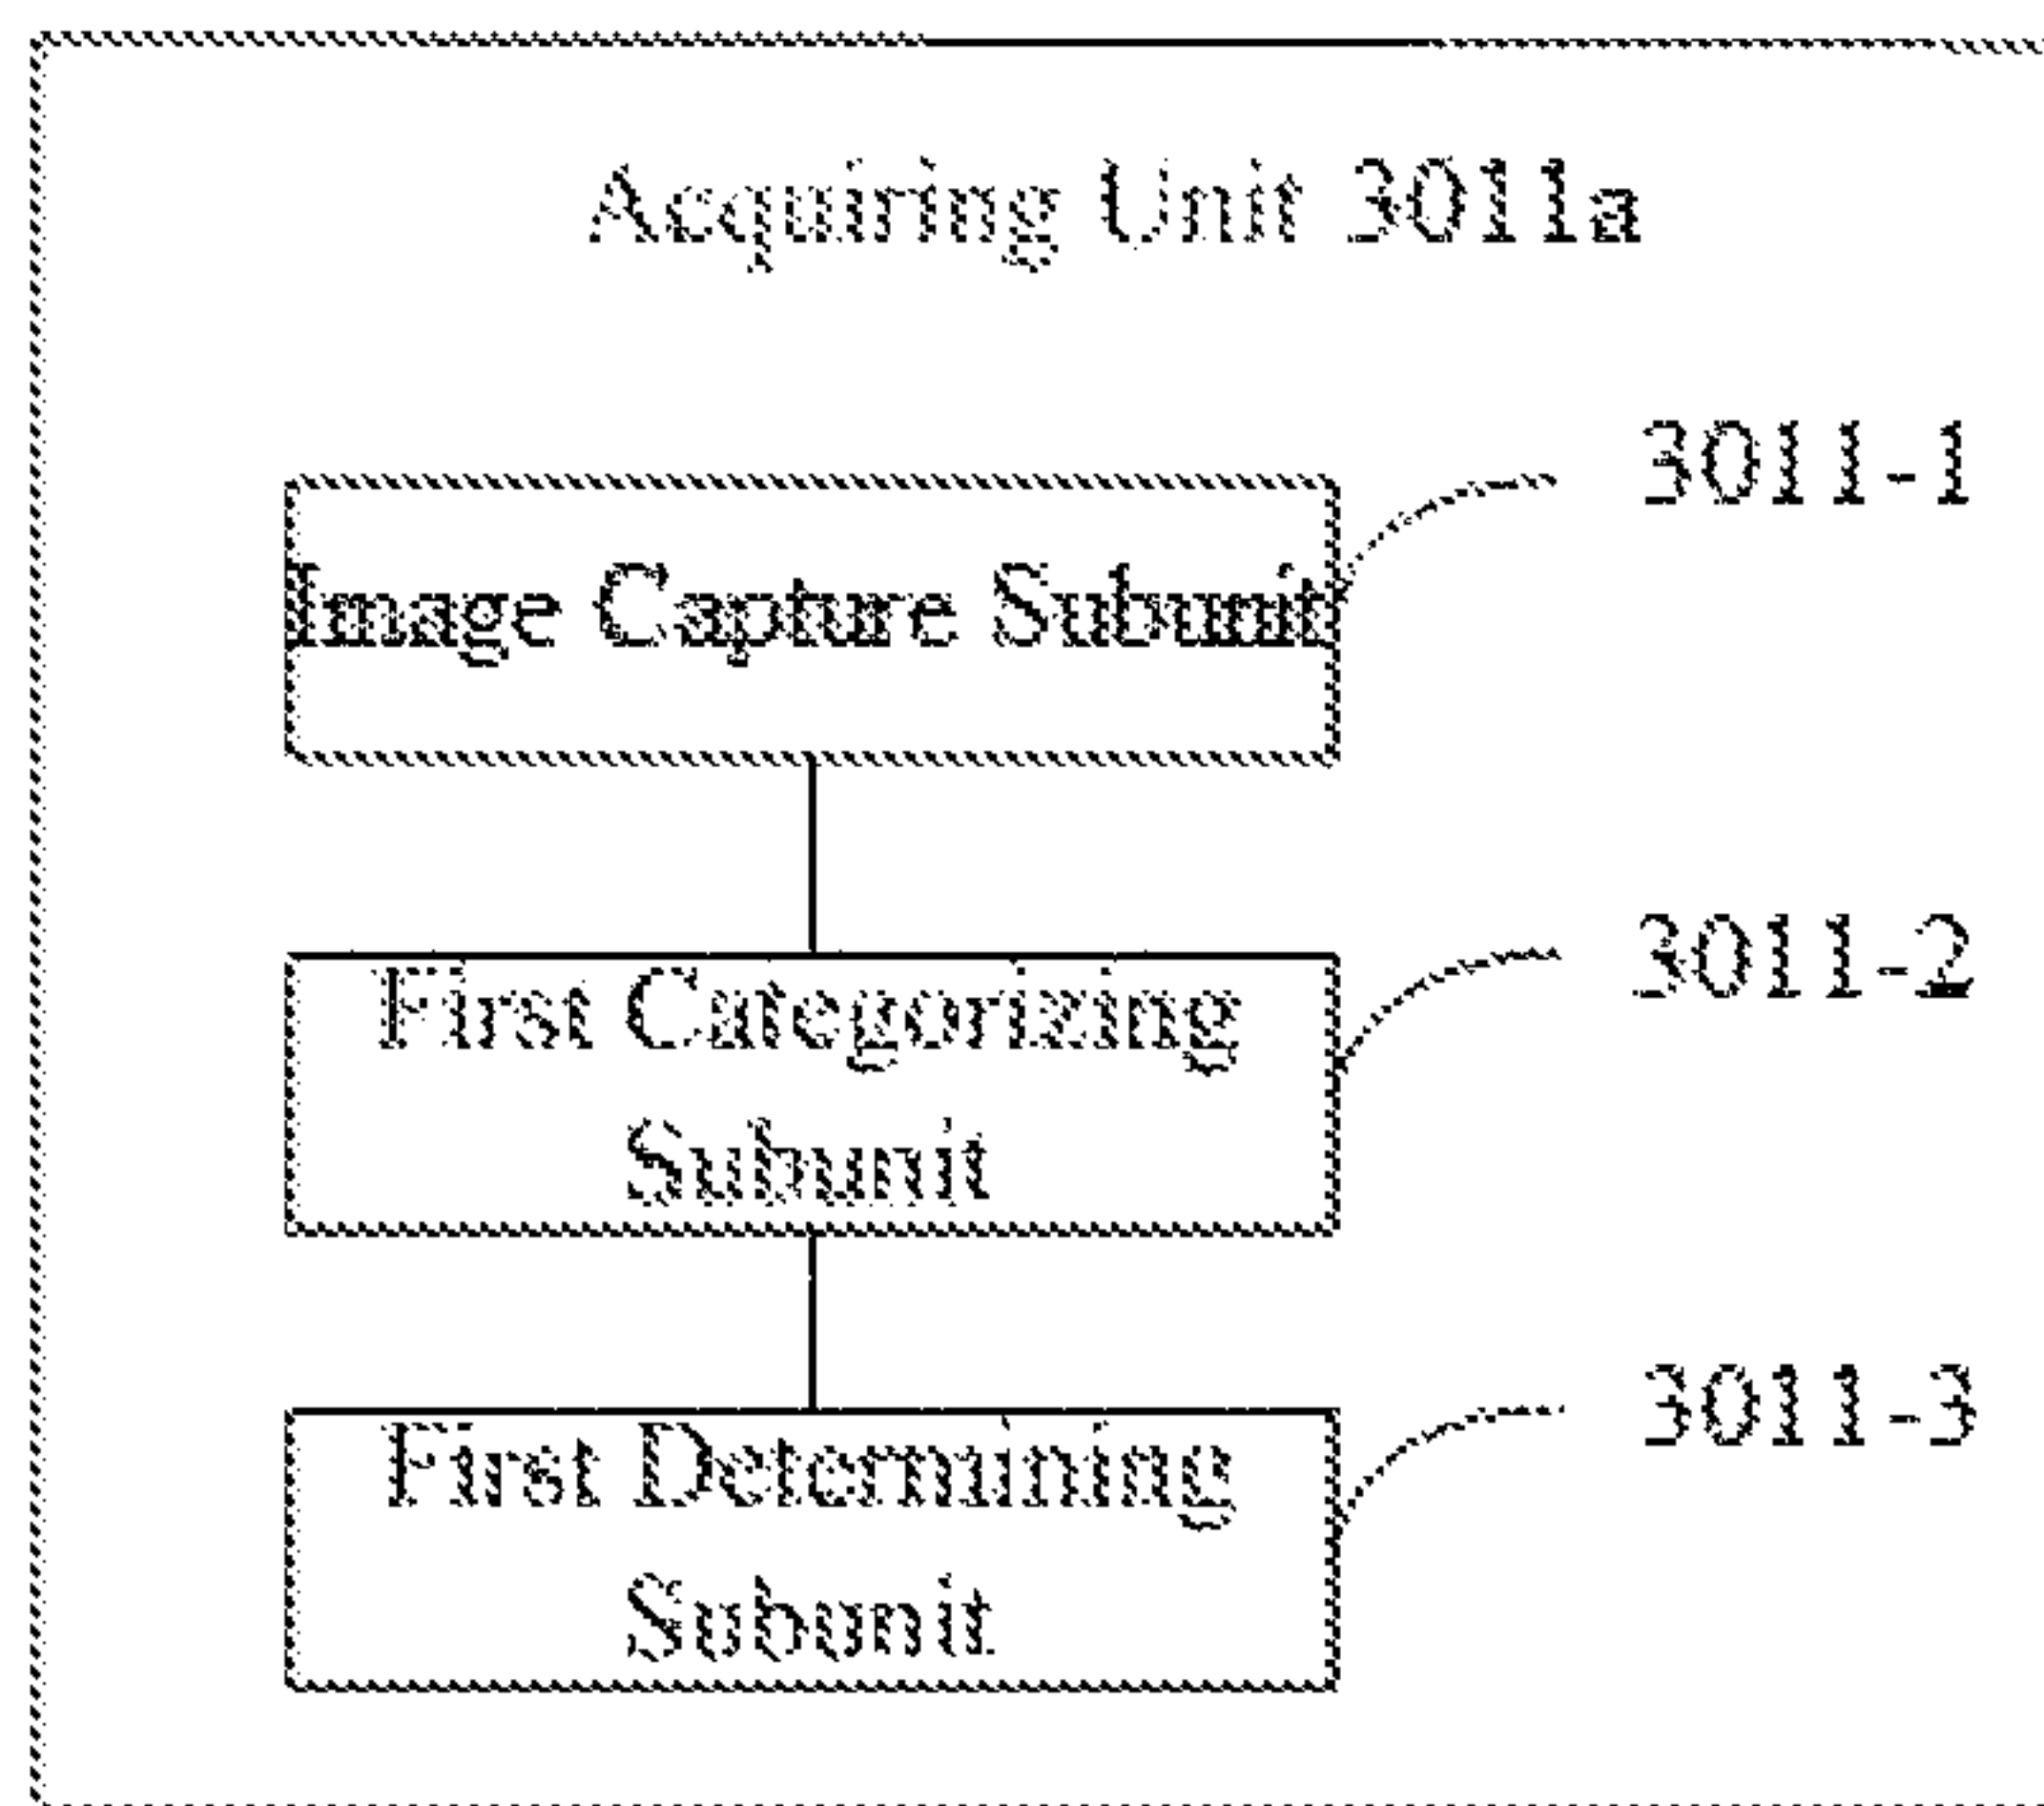 Acquiring Unit 3011a
3011-1
Image Capture Subunit
3011-2
First Categorizing
Subunit
3011-3
First Determining
Subunit